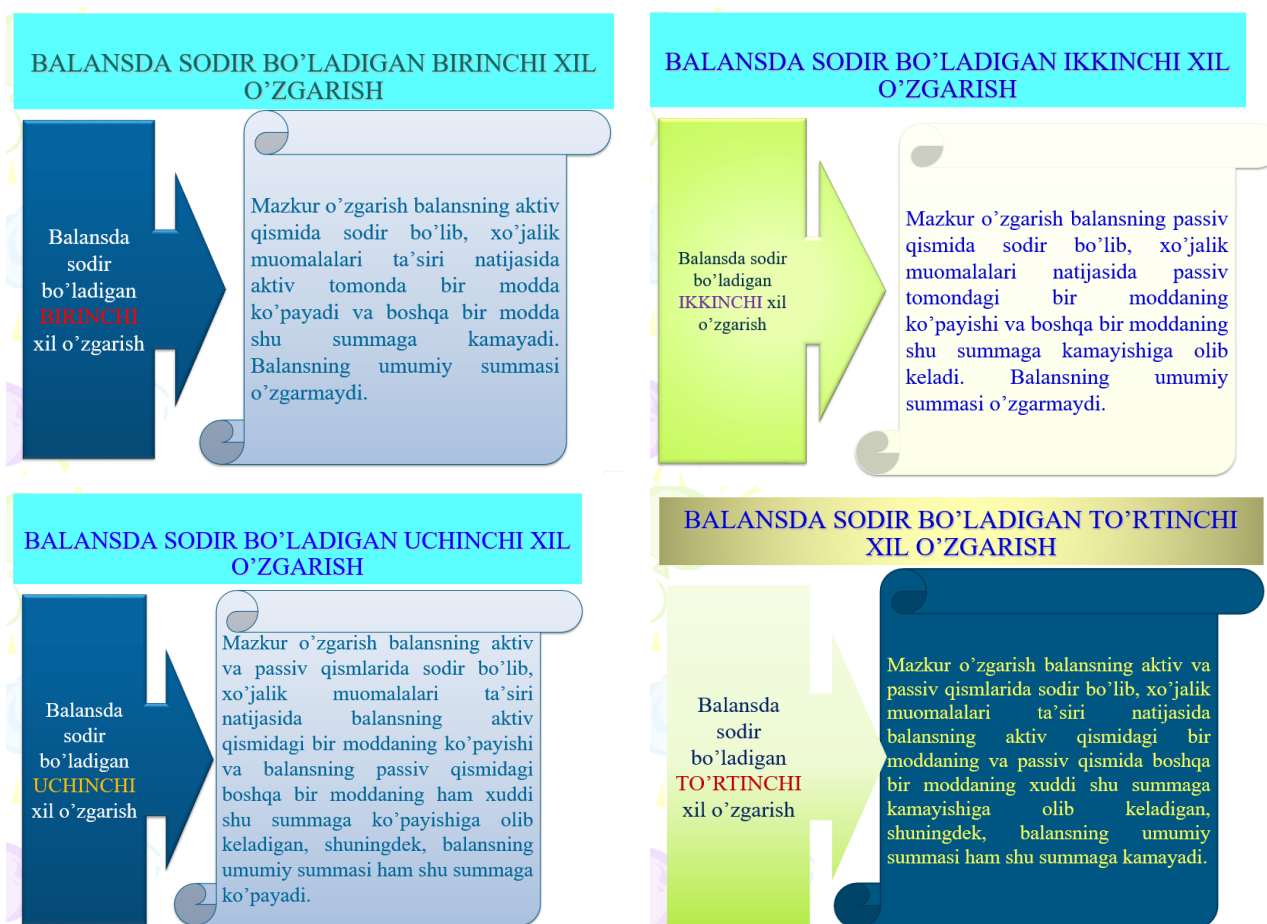 BALANSDA SODIR BO’LADIGAN BIRINCHI XIL
O’ZGARISH
Balansda
sodir
bo’ladigan
BIRINCHI
xil o’zgarish
Mazkur o’zgarish balansning aktiv
qismida sodir bo’lib, xo’jalik
muomalalari ta’siri natijasida
aktiv tomonda bir modda
ko’payadi va boshqa bir modda
shu summaga kamayadi.
Balansning umumiy summasi
o’zgarmaydi.
BALANSDA SODIR BO’LADIGAN IKKINCHI XIL
O’ZGARISH
Balansda sodir
bo’ladigan
IKKINCHI xil
o’zgarish
Mazkur o’zgarish balansning passiv
qismida sodir bo’lib, xo’jalik
muomalalari natijasida passiv
tomondagi bir moddaning
ko’payishi va boshqa bir moddaning
shu summaga kamayishiga olib
keladi. Balansning umumiy
summasi o’zgarmaydi.
BALANSDA SODIR BO’LADIGAN UCHINCHI XIL
O’ZGARISH
Balansda
sodir
bo’ladigan
UCHINCHI
xil o’zgarish
Mazkur o’zgarish balansning aktiv
va passiv qismlarida sodir bo’lib,
xo’jalik muomalalari ta’siri
natijasida balansning aktiv
qismidagi bir moddaning ko’payishi
va balansning passiv qismidagi
boshqa bir moddaning ham xuddi
shu summaga ko’payishiga olib
keladigan, shuningdek, balansning
umumiy summasi ham shu summaga
ko’payadi.
BALANSDA SODIR BO’LADIGAN TO’RTINCHI
XIL O’ZGARISH
Balansda
sodir
bo’ladigan
TO’RTINCHI
xil o’zgarish
Mazkur o’zgarish balansning aktiv va
passiv qismlarida sodir bo’lib, xo’jalik
muomalalari ta’siri natijasida
balansning aktiv qismidagi bir
moddaning va passiv qismida boshqa
bir moddaning xuddi shu summaga
kamayishiga olib keladigan,
shuningdek, balansning umumiy
summasi ham shu summaga kamayadi.